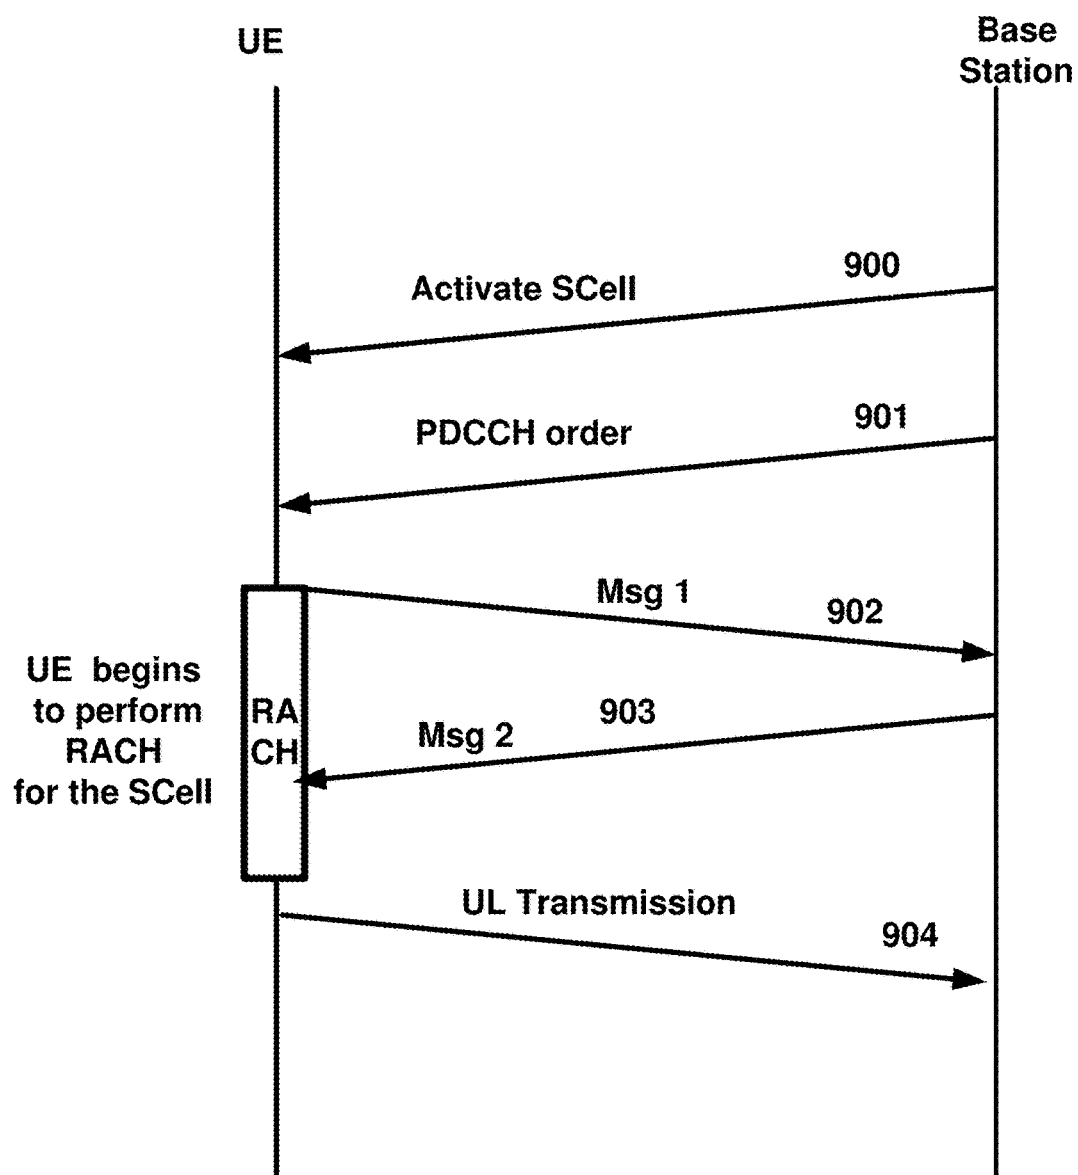 UE
Base
Station
900
Activate SCell
901
PDCCH order
Msg 1
902
UE begins
to perform
RACH
for the SCell
RA
CH
903
Msg 2
UL Transmission
904